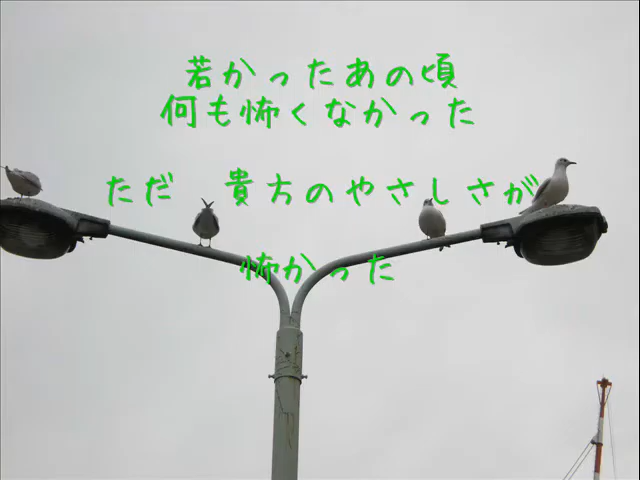 若かったあの頃
何も怖くなかった
ただ　貴方のやさしさが
怖かった